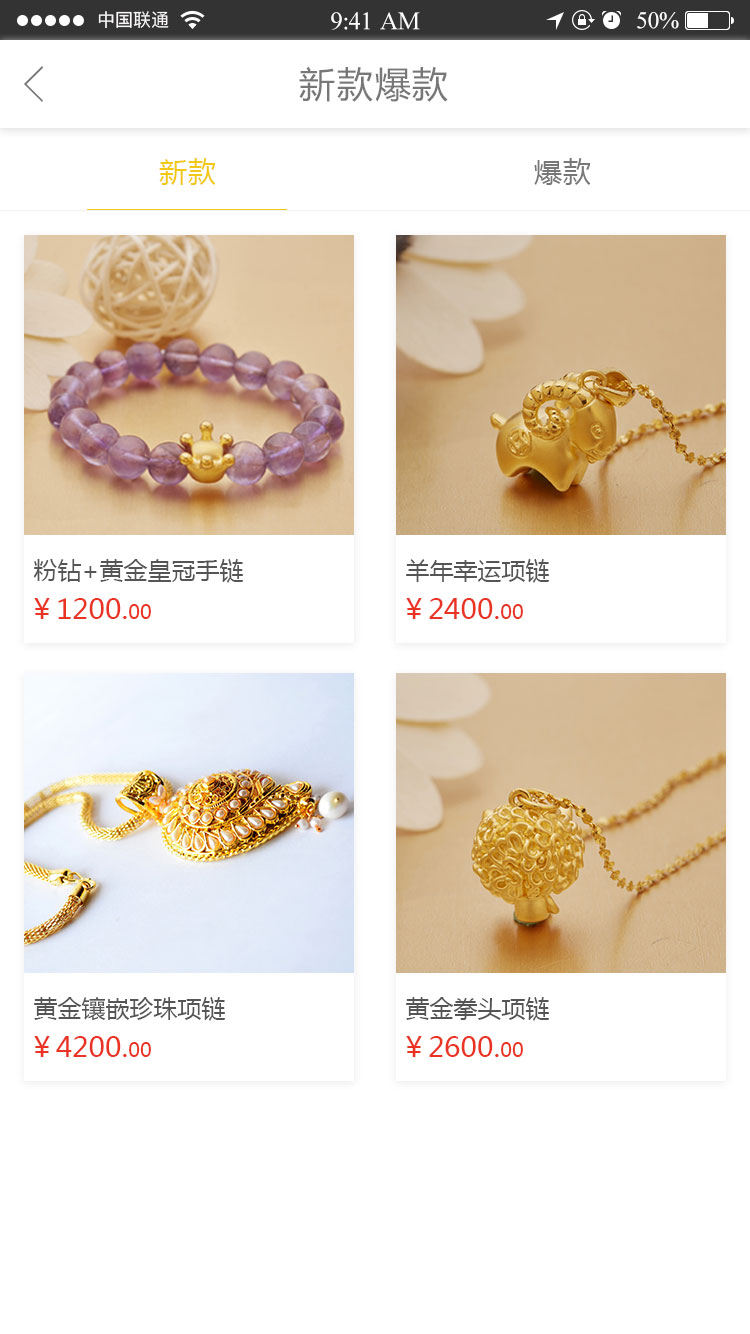 中国联通 9:41 AM 50%
新款爆款
新款 爆款
粉钻+黄金皇冠手链
¥ 1200.00
羊年幸运项链
¥ 2400.00
黄金镶嵌珍珠项链
¥ 4200.00
黄金拳头项链
¥ 2600.00